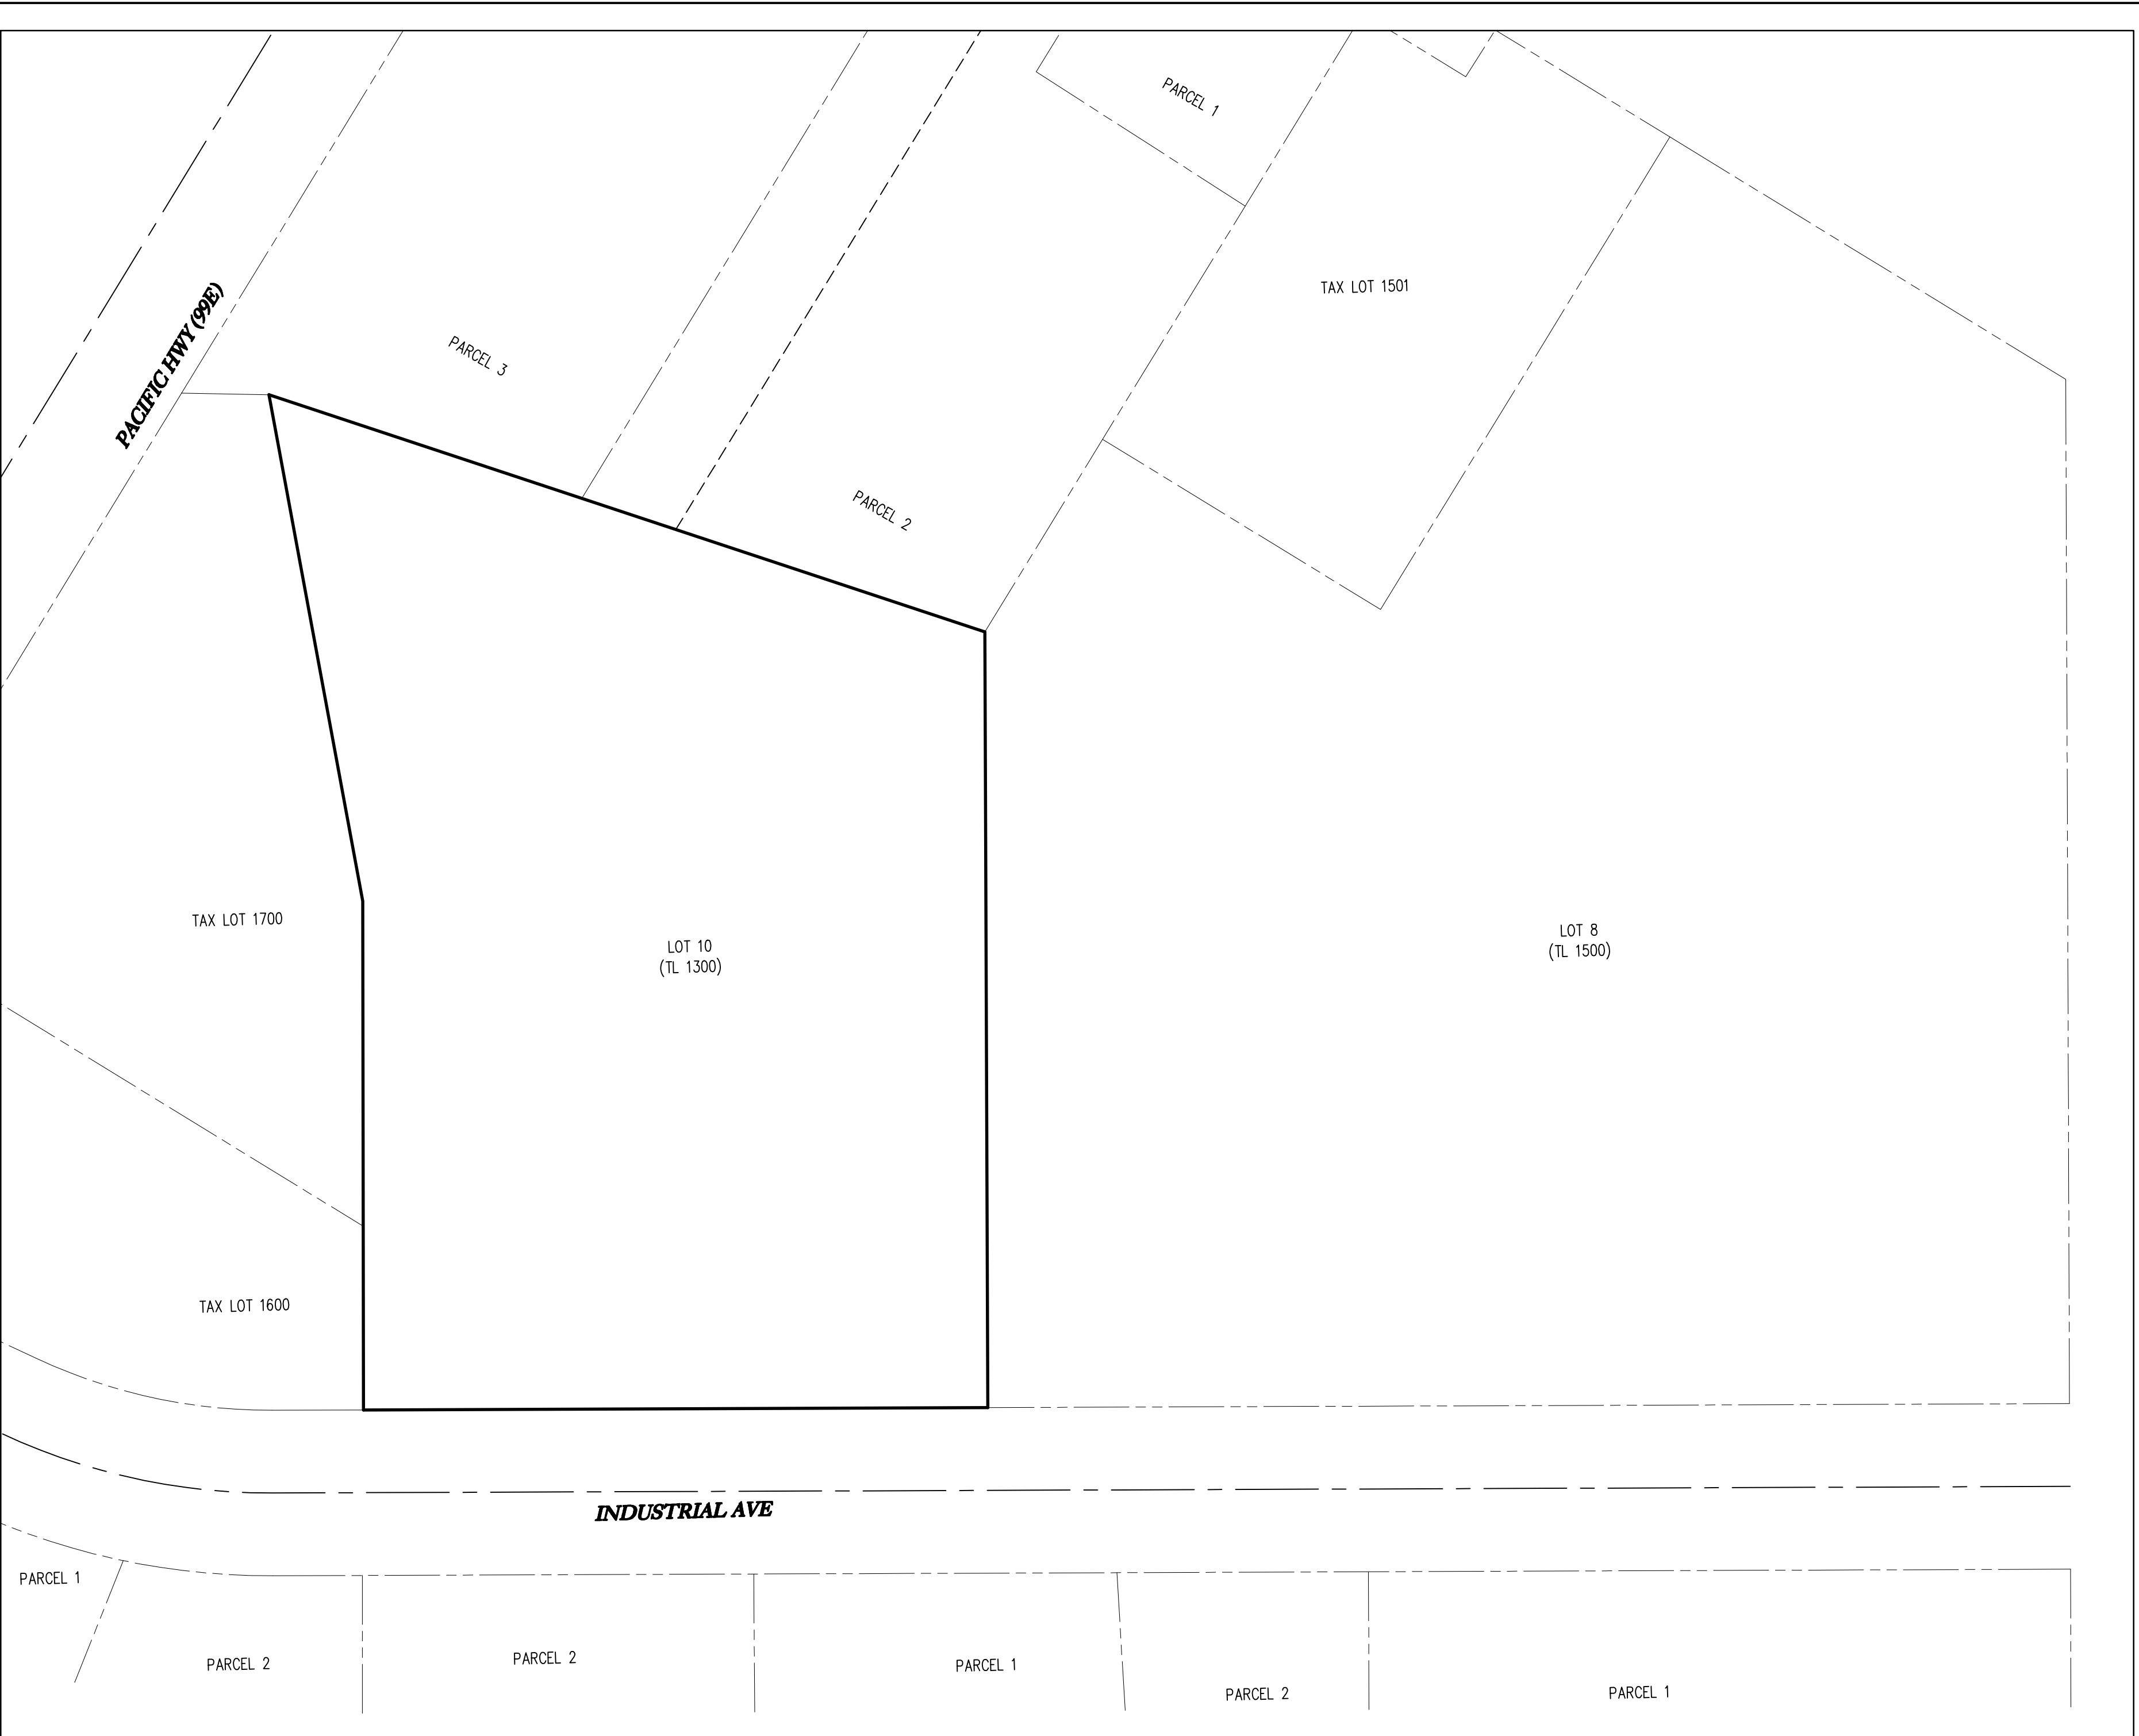 PARCEL 1
TAX LOT 1501
PACIFIC HWY (99E)
PARCEL 3
PARCEL 2
TAX LOT 1700
LOT 10
(TL 1300)
LOT 8
(TL 1500)
TAX LOT 1600
INDUSTRIAL AVE
PARCEL 1
PARCEL 2
PARCEL 2
PARCEL 1
PARCEL 2
PARCEL 1